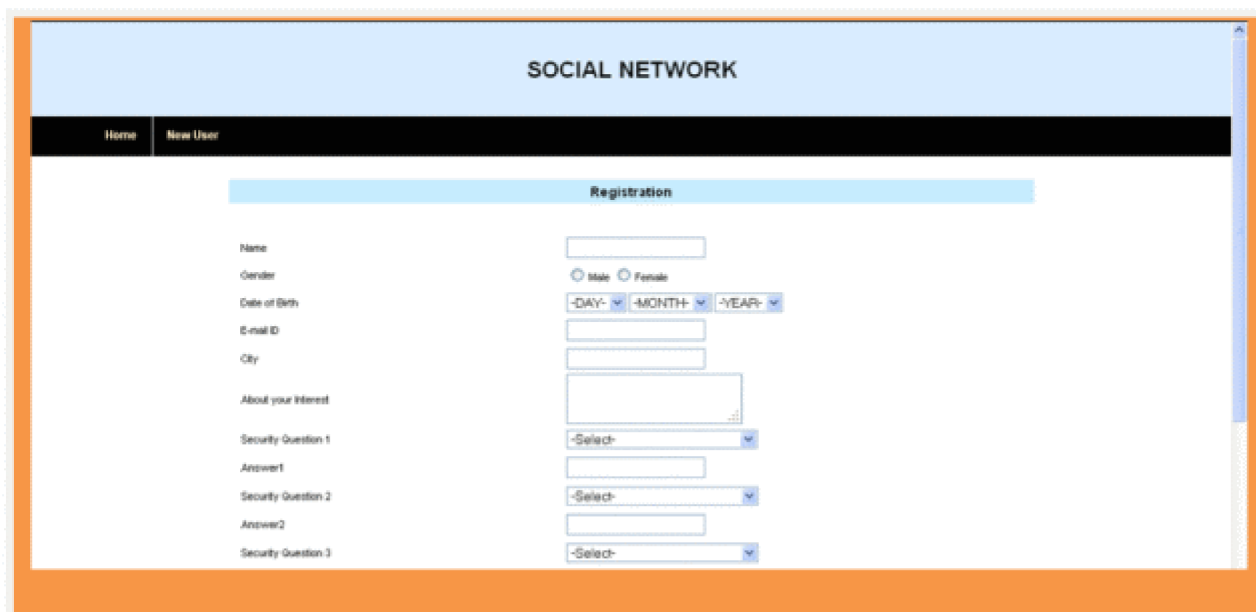 SOCIAL NETWORK
Home New User
Registration
Name
Gender Male Female
Date of Birth -DAY- -MONTH- -YEAR-
E-mail ID
City
About your Interest
Security Question 1 -Select-
Answer1
Security Question 2 -Select-
Answer2
Security Question 3 -Select-